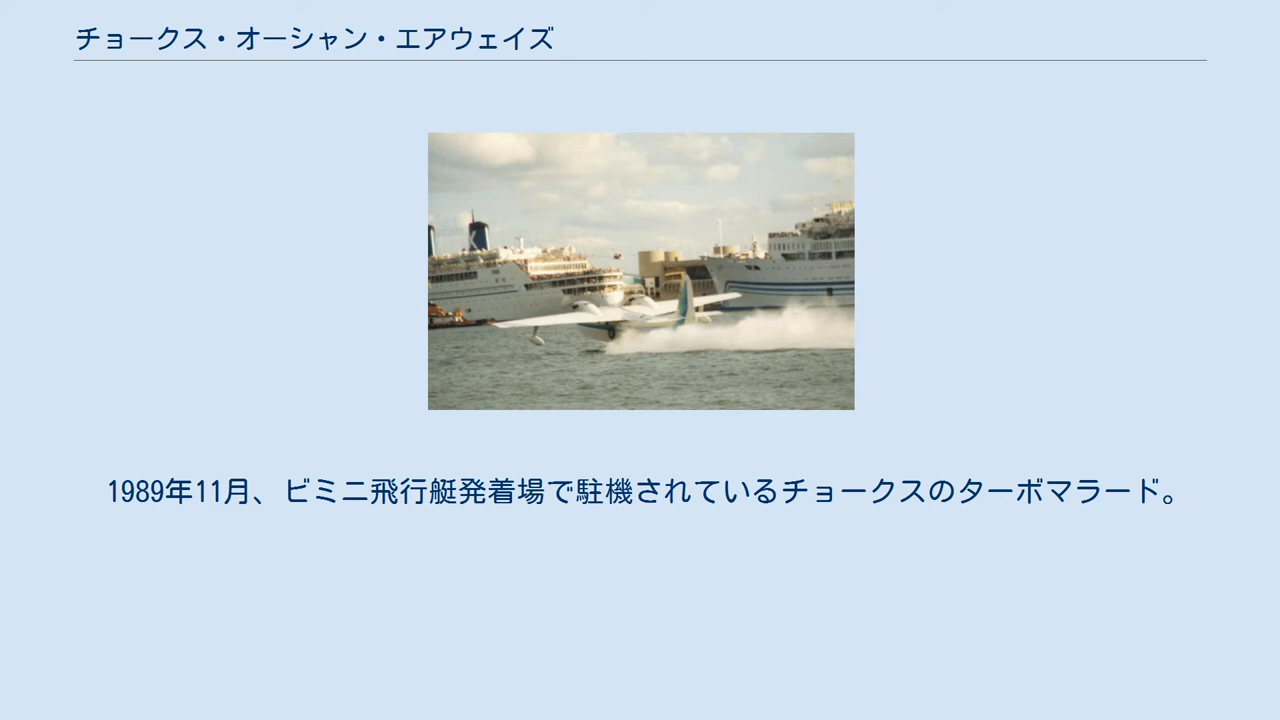 チョークス・オーシャン・エアウェイズ
1989年11月、ビミニ飛行艇発着場で駐機されているチョークスのターボマラード。